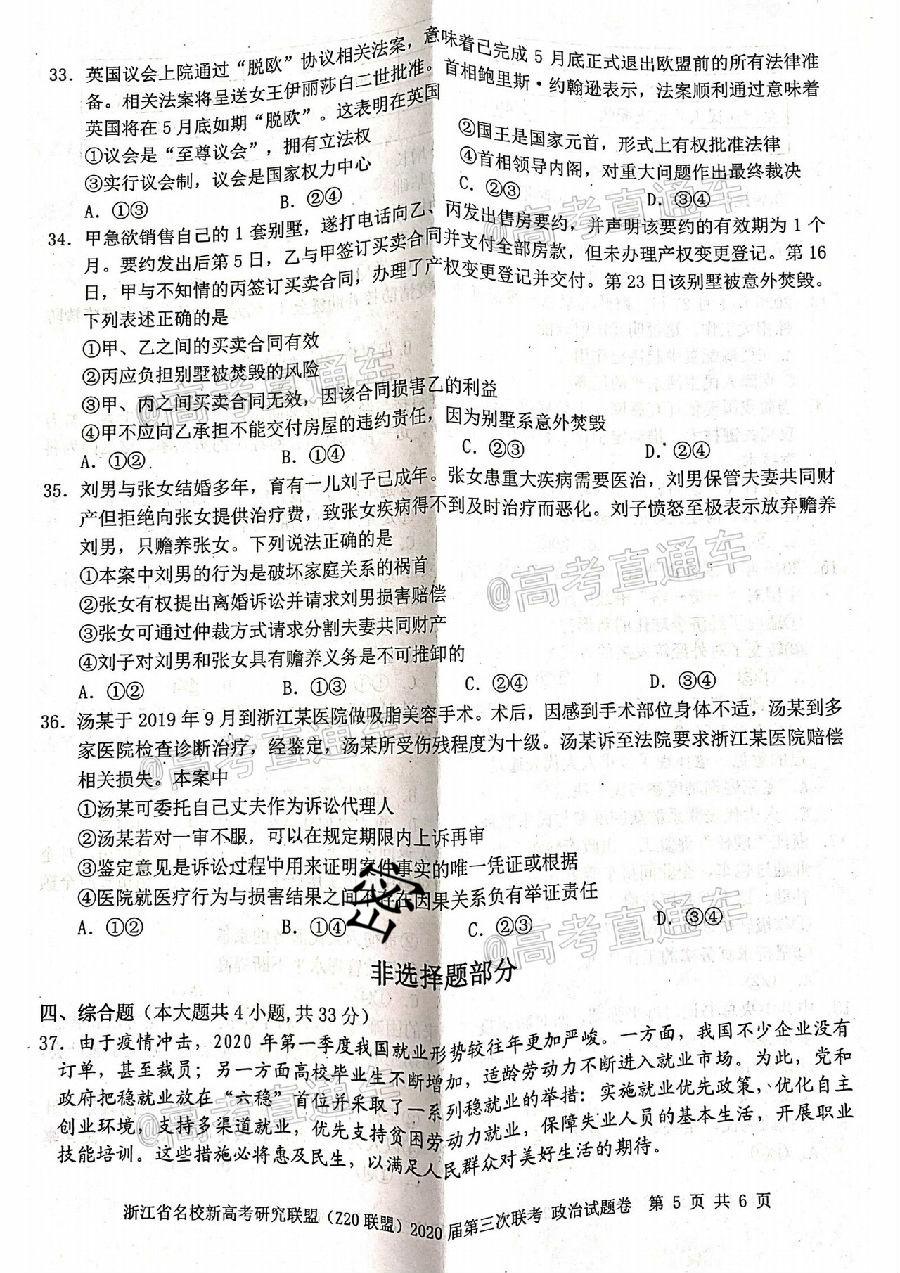 33. 英国议会上院通过“脱欧”协议相关法案，意味着已完成5月底正式退出欧盟前的所有法律准
备。相关法案将呈送女王伊丽莎白二世批准。首相鲍里斯·约翰逊表示，法案顺利通过意味着
英国将在5月底如期“脱欧”。这表明在英国
①议会是“至尊议会”，拥有立法权
②国王是国家元首，形式上有权批准法律
③实行议会制，议会是国家权力中心
④首相领导内阁，对重大问题作出最终裁决
A. ①③ B. ②④ C. ②③ D. ③④
34. 甲急欲销售自己的1套别墅，遂打电话向乙、丙发出售房要约，并声明该要约的有效期为1个
月。要约发出后第5日，乙与甲签订买卖合同并支付全部房款，但未办理产权变更登记。第16
日，甲与不知情的丙签订买卖合同，办理了产权变更登记并交付。第23日该别墅被意外焚毁。
下列表述正确的是
①甲、乙之间的买卖合同有效
②丙应负担别墅被焚毁的风险
③甲、丙之间买卖合同无效，因该合同损害乙的利益
④甲不应向乙承担不能交付房屋的违约责任，因为别墅系意外焚毁
A. ①② B. ①④ C. ②③ D. ②④
35. 刘男与张女结婚多年，育有一儿刘子已成年。张女患重大疾病需要医治，刘男保管夫妻共同财
产但拒绝向张女提供治疗费，致张女疾病得不到及时治疗而恶化。刘子愤怒至极表示放弃赡养
刘男，只赡养张女。下列说法正确的是
①本案中刘男的行为是破坏家庭关系的祸首
②张女有权提出离婚诉讼并请求刘男损害赔偿
③张女可通过仲裁方式请求分割夫妻共同财产
④刘子对刘男和张女具有赡养义务是不可推卸的
A. ①② B. ①③ C. ②④ D. ③④
36. 汤某于2019年9月到浙江某医院做吸脂美容手术。术后，因感到手术部位身体不适，汤某到多
家医院检查诊断治疗，经鉴定，汤某所受伤残程度为十级。汤某诉至法院要求浙江某医院赔偿
相关损失。本案中
①汤某可委托自己丈夫作为诉讼代理人
②汤某若对一审不服，可以在规定期限内上诉再审
③鉴定意见是诉讼过程中用来证明案件事实的唯一凭证或根据
④医院就医疗行为与损害结果之间不存在因果关系负有举证责任
A. ①② B. ①④ C. ②③ D. ③④
密
非选择题部分
四、综合题（本大题共4小题，共33分）
37. 由于疫情冲击，2020年第一季度我国就业形势较往年更加严峻。一方面，我国不少企业没有
订单，甚至裁员；另一方面高校毕业生不断增加，适龄劳动力不断进入就业市场。为此，党和
政府把稳就业放在“六稳”首位并采取了一系列稳就业的举措：实施就业优先政策、优化自主
创业环境，支持多渠道就业，优先支持贫困劳动力就业，保障失业人员的基本生活，开展职业
技能培训。这些措施必将惠及民生，以满足人民群众对美好生活的期待。
浙江省名校新高考研究联盟（Z20联盟）2020届第三次联考 政治试题卷 第5页共6页
@高考直通车
@高考直通车
@高考直通车
@高考直通车
@高考直通车
@高考直通车